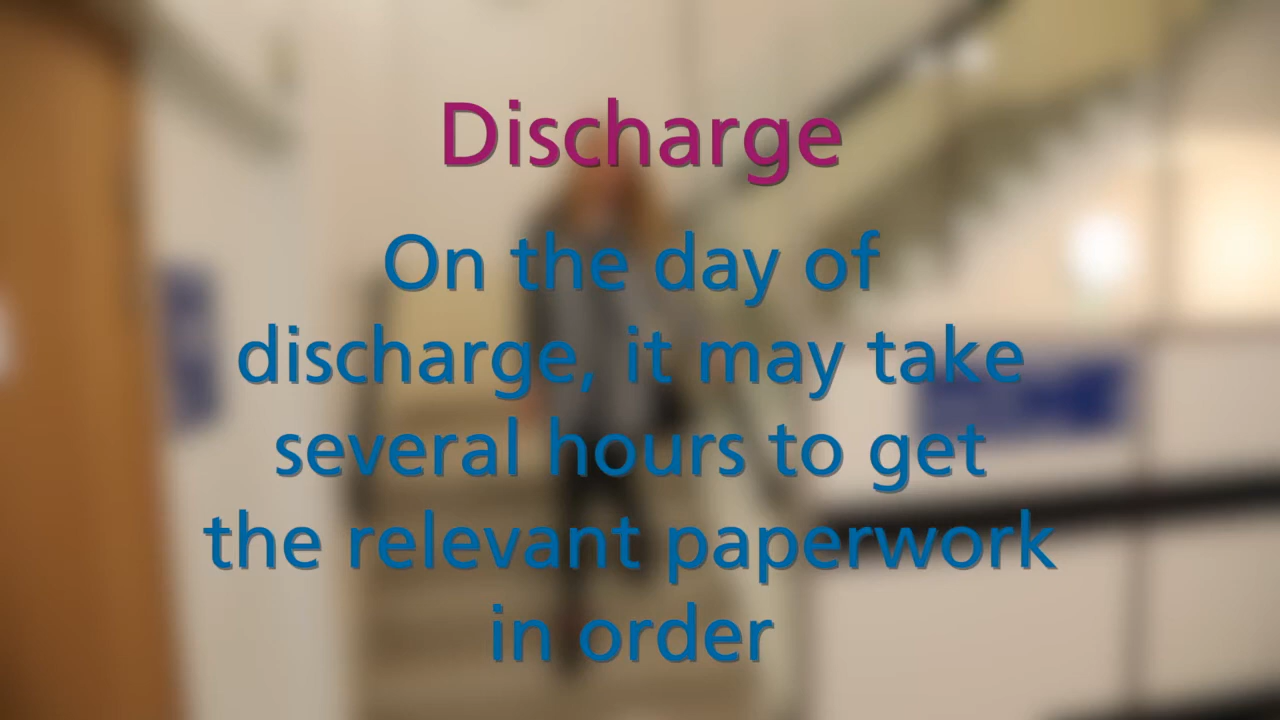 Discharge
On the day of
discharge, it may take
several hours to get
the relevant paperwork
in order